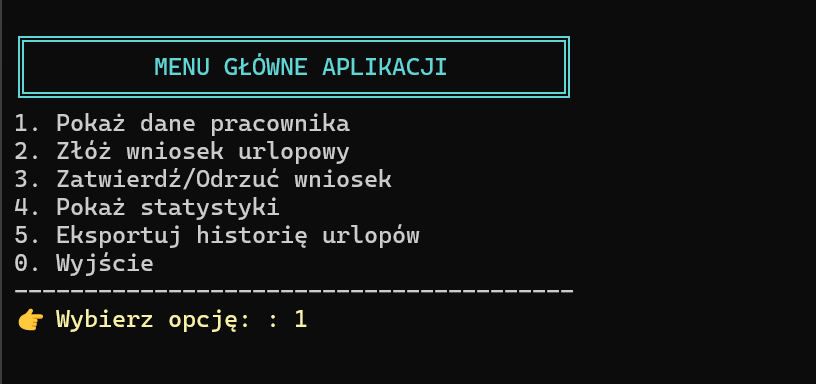 MENU GŁÓWNE APLIKACJI
1. Pokaż dane pracownika
2. Złóż wniosek urlopowy
3. Zatwierdź/Odrzuć wniosek
4. Pokaż statystyki
5. Eksportuj historię urlopów
0. Wyjście
----------------------------------------
👉 Wybierz opcję: : 1